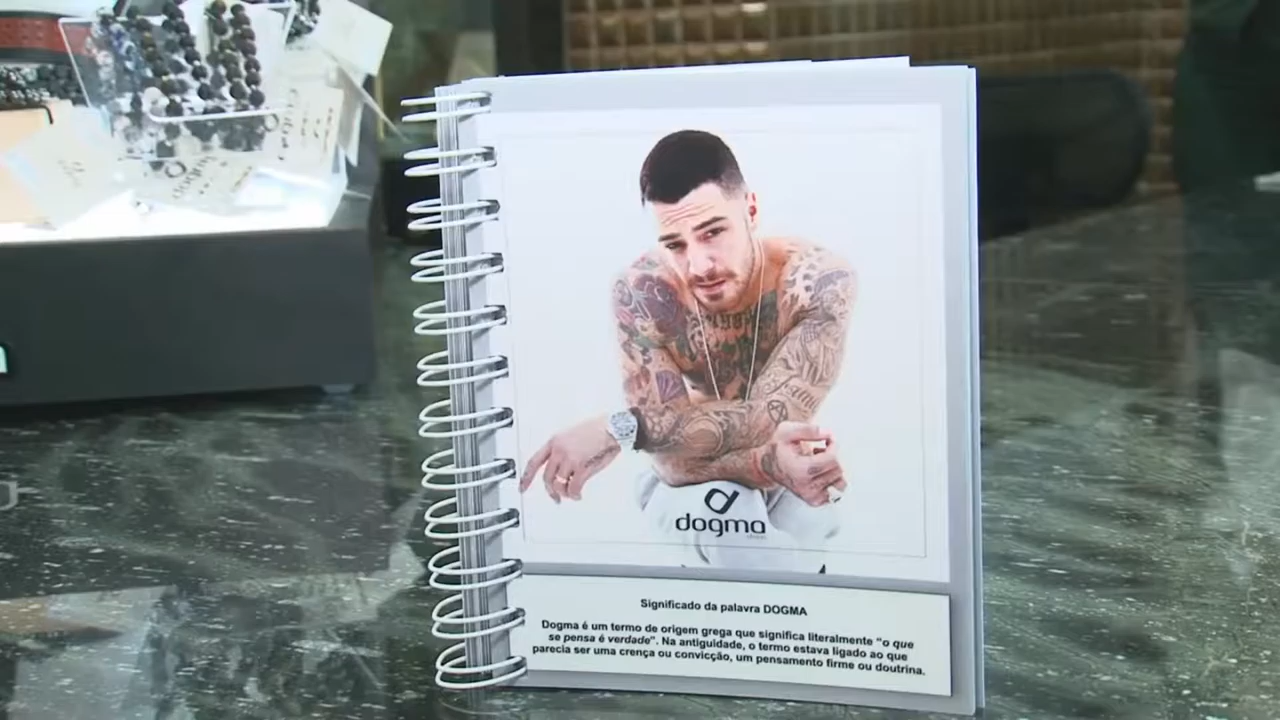 dogma
dogma
Significado da palavra DOGMA
Dogma é um termo de origem grega que significa literalmente "o que
se pensa é verdade". Na antiguidade, o termo estava ligado ao que
parecia ser uma crença ou convicção, um pensamento firme ou doutrina.